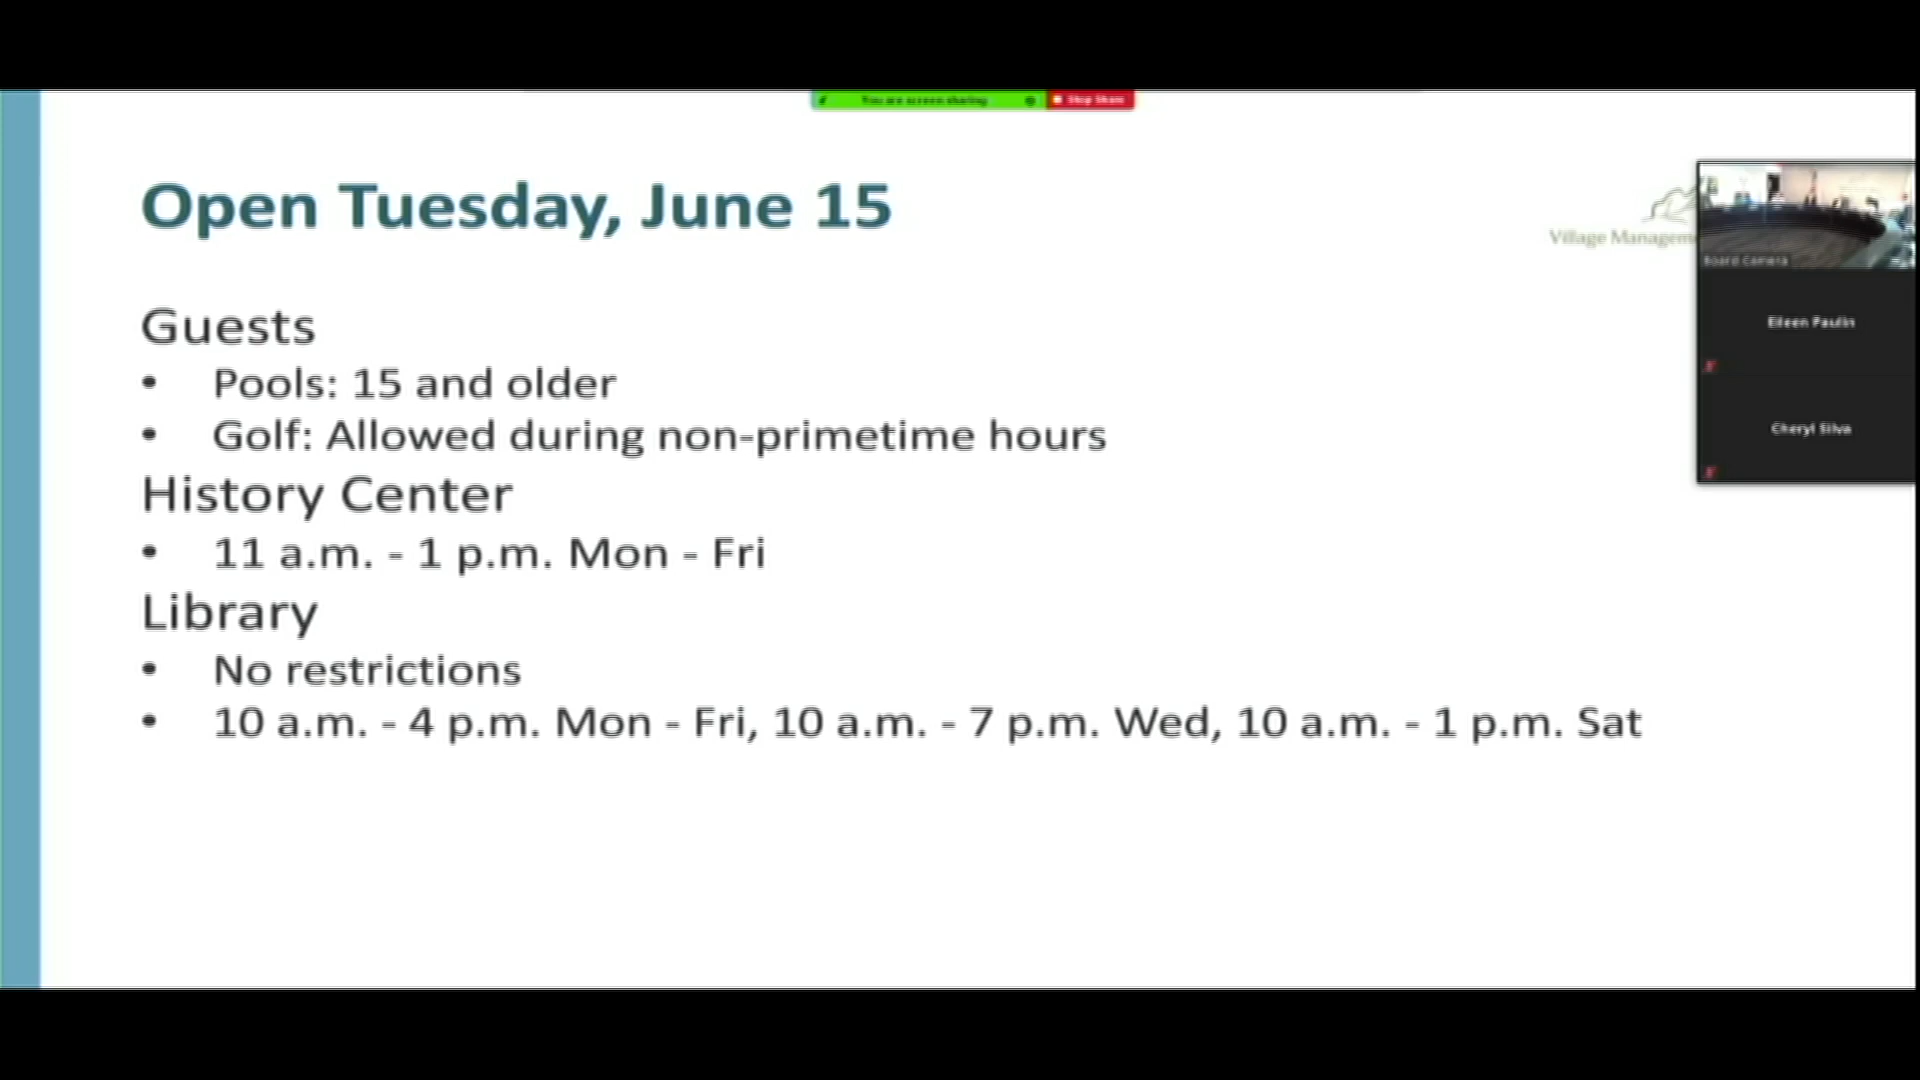 You are screen sharing
Stop Share
Open Tuesday, June 15
Village Managem
Board Camera
Eileen Paulin
Cheryl Silva
Guests
• Pools: 15 and older
• Golf: Allowed during non-primetime hours
History Center
• 11 a.m. - 1 p.m. Mon - Fri
Library
• No restrictions
• 10 a.m. - 4 p.m. Mon - Fri, 10 a.m. - 7 p.m. Wed, 10 a.m. - 1 p.m. Sat